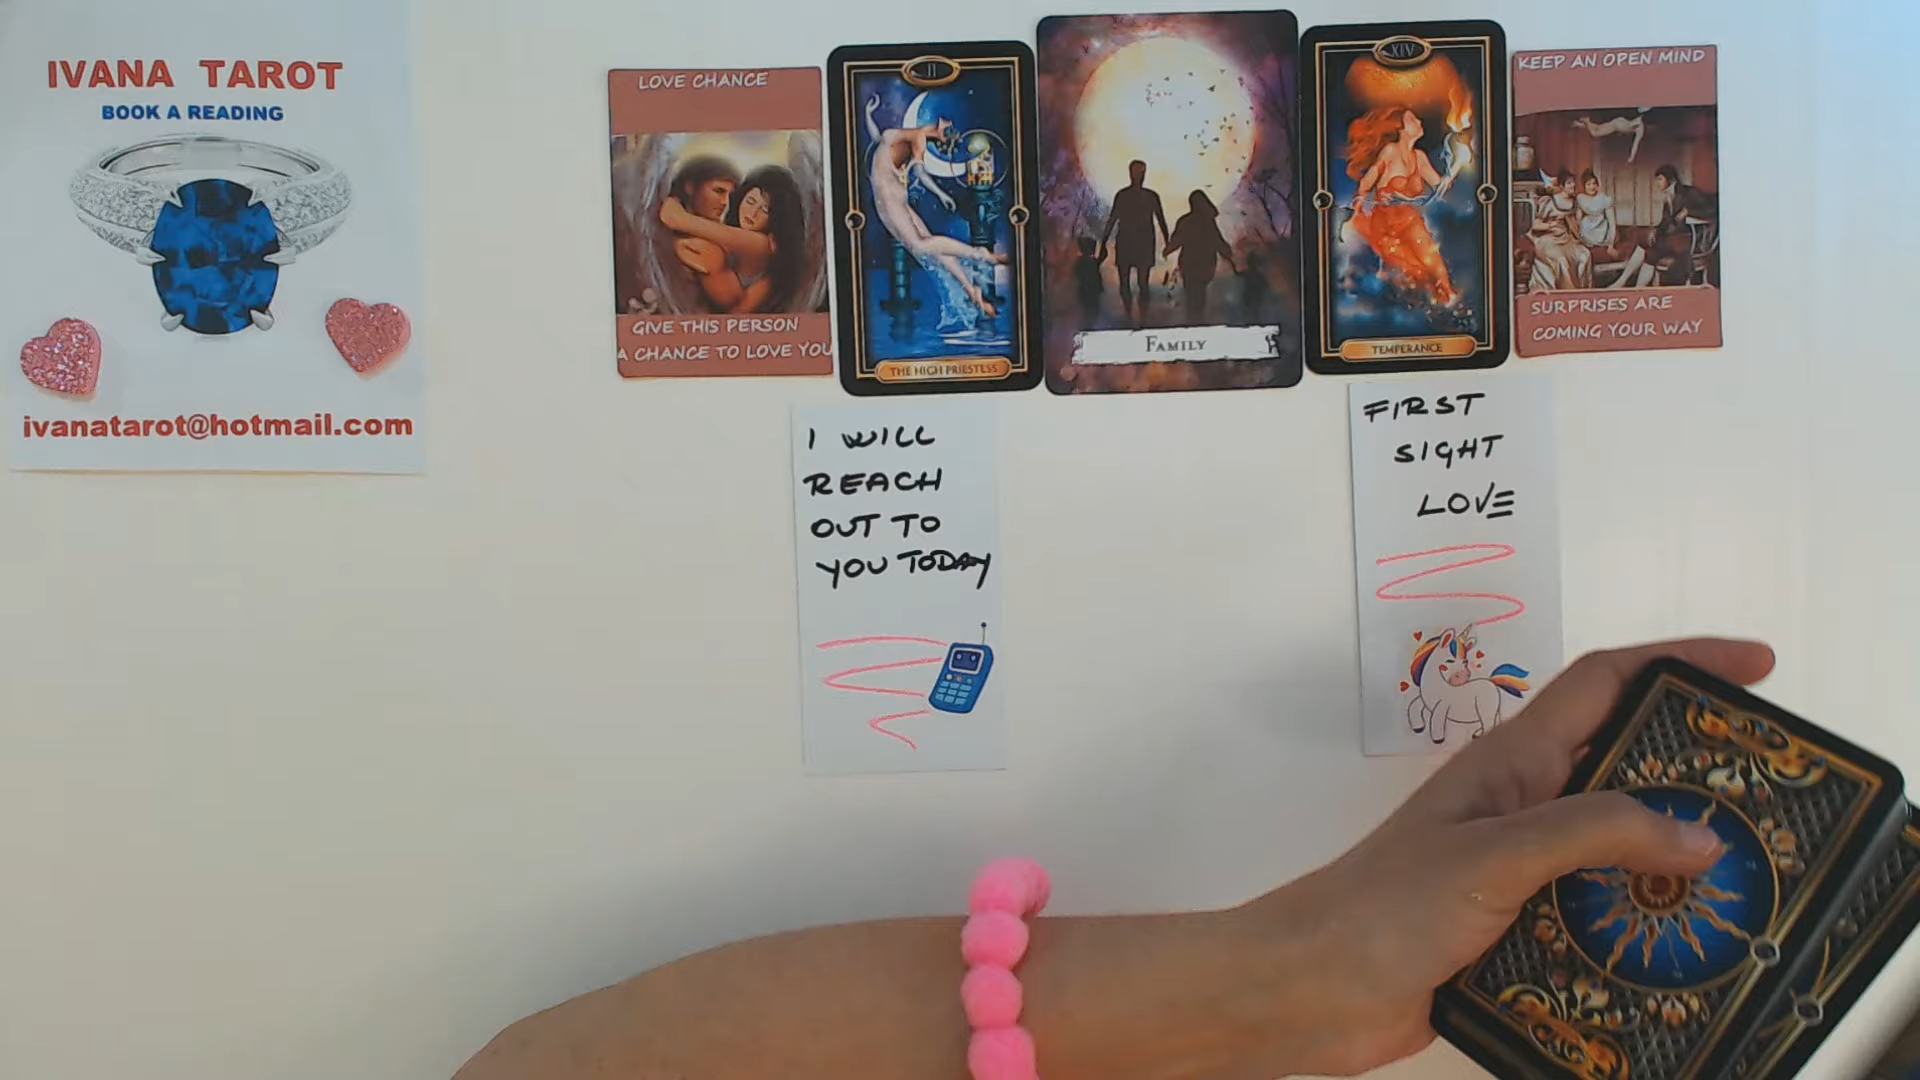 IVANA TAROT
BOOK A READING
ivanatarot@hotmail.com
LOVE CHANCE
GIVE THIS PERSON
A CHANCE TO LOVE YOU
II
THE HIGH PRIESTESS
FAMILY
XIV
TEMPERANCE
KEEP AN OPEN MIND
SURPRISES ARE
COMING YOUR WAY
I WILL
REACH
OUT TO
YOU TODAY
FIRST
SIGHT
LOVE